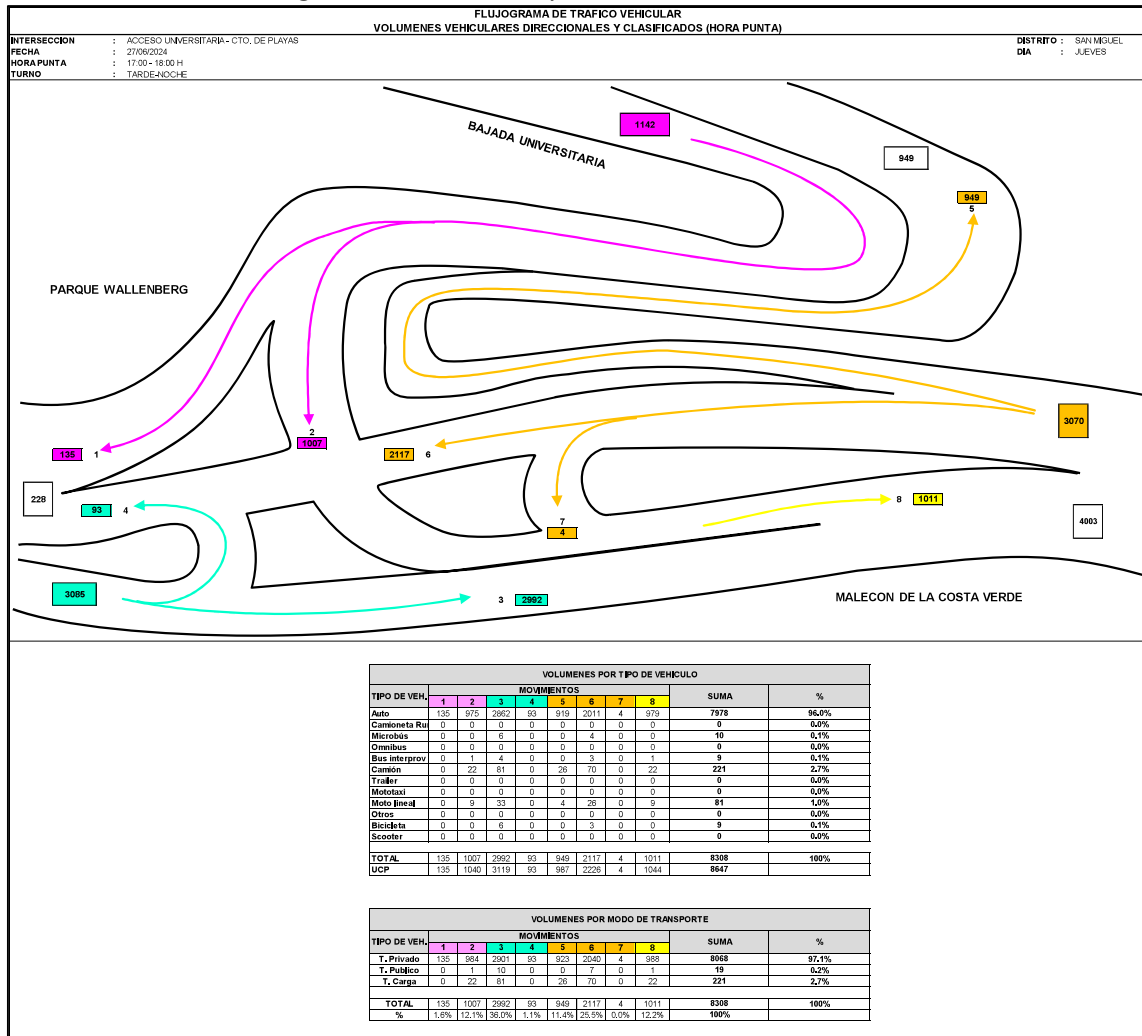 FLUJOGRAMA DE TRAFICO VEHICULAR
VOLUMENES VEHICULARES DIRECCIONALES Y CLASIFICADOS (HORA PUNTA)
INTERSECCION : ACCESO UNIVERSITARIA - CTO. DE PLAYAS DISTRITO : SAN MIGUEL
FECHA : 27/06/2024 DIA : JUEVES
HORA PUNTA : 17:00 - 18:00 H
TURNO : TARDE-NOCHE
1142
BAJADA UNIVERSITARIA
949
949
5
PARQUE WALLENBERG
3070
2
1007
135 1
2117 6
228
93 4
8 1011
7
4
4003
3085
3 2992
MALECON DE LA COSTA VERDE
VOLUMENES POR TIPO DE VEHICULO
TIPO DE VEH. MOVIMIENTOS SUMA %
1 2 3 4 5 6 7 8
Auto 135 975 2862 93 919 2011 4 979 7978 96.0%
Camioneta Ru 0 0 0 0 0 0 0 0 0 0.0%
Microbús 0 0 6 0 0 4 0 0 10 0.1%
Omnibus 0 0 0 0 0 0 0 0 0 0.0%
Bus interprov 0 1 4 0 0 3 0 1 9 0.1%
Camión 0 22 81 0 26 70 0 22 221 2.7%
Trailer 0 0 0 0 0 0 0 0 0 0.0%
Mototaxi 0 0 0 0 0 0 0 0 0 0.0%
Moto lineal 0 9 33 0 4 26 0 9 81 1.0%
Otros 0 0 0 0 0 0 0 0 0 0.0%
Bicicleta 0 0 6 0 0 3 0 0 9 0.1%
Scooter 0 0 0 0 0 0 0 0 0 0.0%
TOTAL 135 1007 2992 93 949 2117 4 1011 8308 100%
UCP 135 1040 3119 93 987 2226 4 1044 8647
VOLUMENES POR MODO DE TRANSPORTE
TIPO DE VEH. MOVIMIENTOS SUMA %
1 2 3 4 5 6 7 8
T. Privado 135 984 2901 93 923 2040 4 988 8068 97.1%
T. Publico 0 1 10 0 0 7 0 1 19 0.2%
T. Carga 0 22 81 0 26 70 0 22 221 2.7%
TOTAL 135 1007 2992 93 949 2117 4 1011 8308 100%
% 1.6% 12.1% 36.0% 1.1% 11.4% 25.5% 0.0% 12.2% 100%